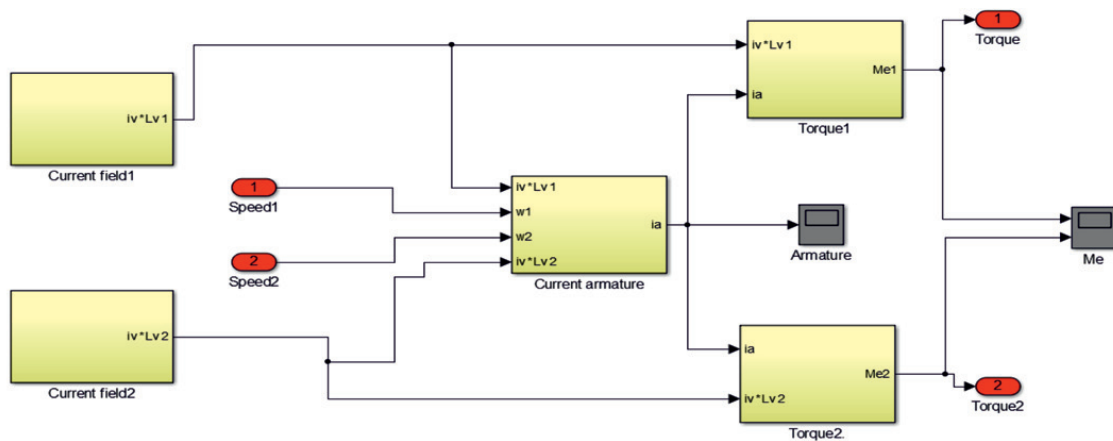 1
Torque
iv*Lv1
Me1
ia
Torque1
iv*Lv1
Current field1
1
Speed1
iv*Lv1
w1
w2
iv*Lv2
ia
Current armature
2
Speed2
Armature
Me
iv*Lv2
Current field2
ia
Me2
iv*Lv2
Torque2.
2
Torque2